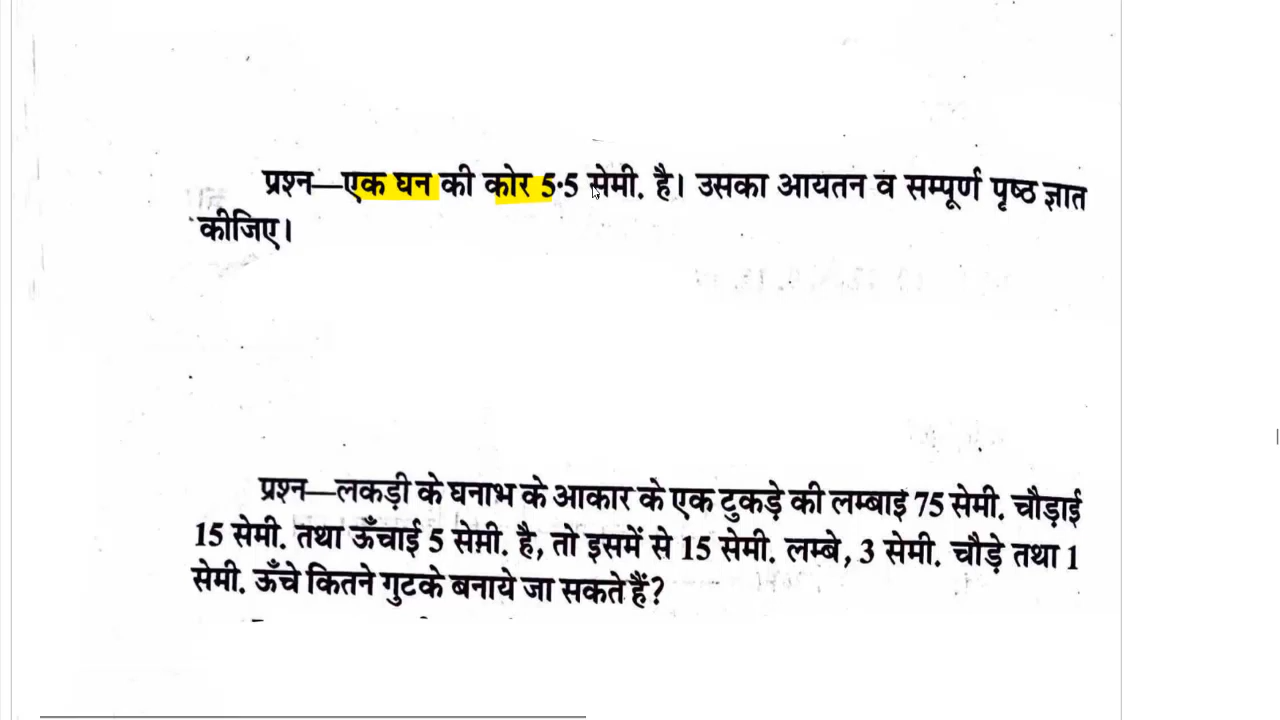 प्रश्न—एक घन की कोर 5·5 सेमी. है। उसका आयतन व सम्पूर्ण पृष्ठ ज्ञात
कीजिए।
प्रश्न—लकड़ी के घनाभ के आकार के एक टुकड़े की लम्बाई 75 सेमी. चौड़ाई
15 सेमी. तथा ऊँचाई 5 सेमी. है, तो इसमें से 15 सेमी. लम्बे, 3 सेमी. चौड़े तथा 1
सेमी. ऊँचे कितने गुटके बनाये जा सकते हैं?